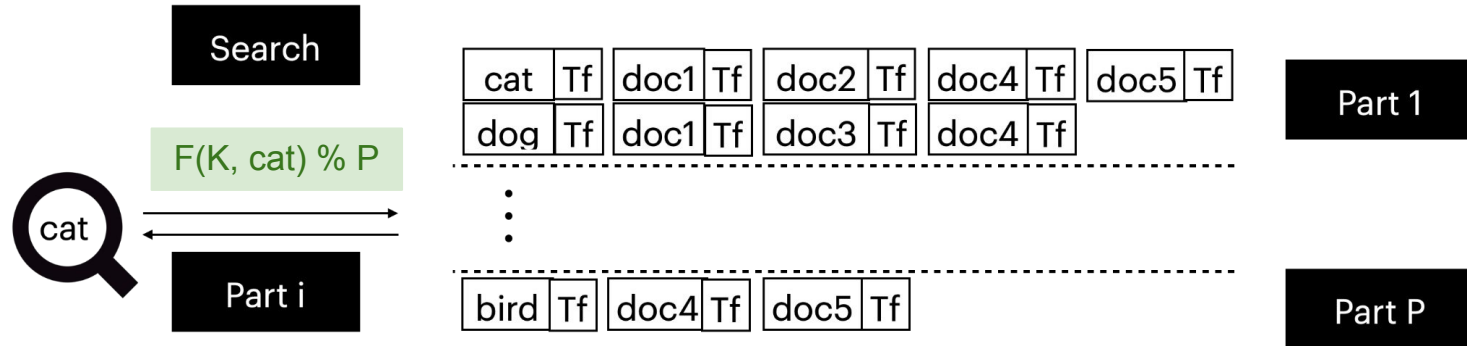 Search
F(K, cat) % P
cat
Part i
cat Tf doc1 Tf doc2 Tf doc4 Tf doc5 Tf
dog Tf doc1 Tf doc3 Tf doc4 Tf
bird Tf doc4 Tf doc5 Tf
Part 1
Part P